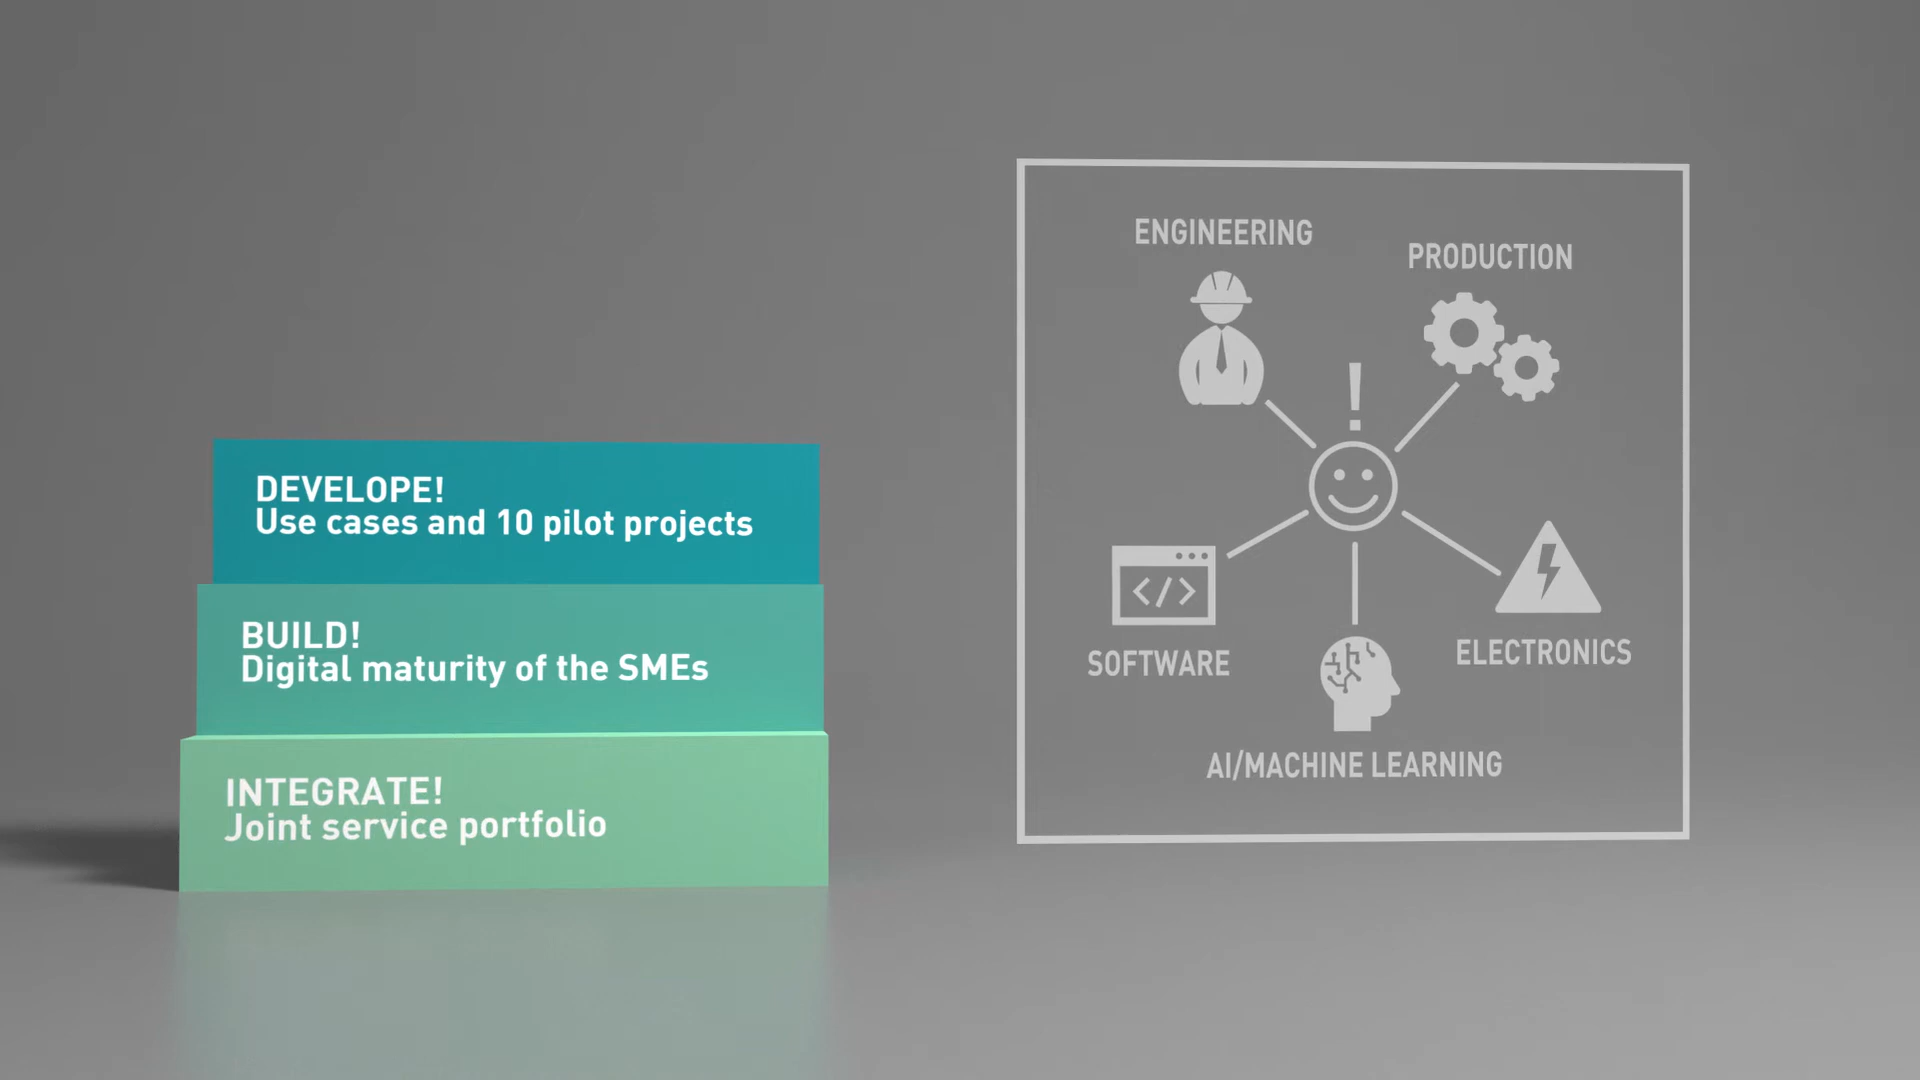 DEVELOPE!
Use cases and 10 pilot projects
BUILD!
Digital maturity of the SMEs
INTEGRATE!
Joint service portfolio
ENGINEERING
PRODUCTION
!
</>
SOFTWARE
ELECTRONICS
AI/MACHINE LEARNING